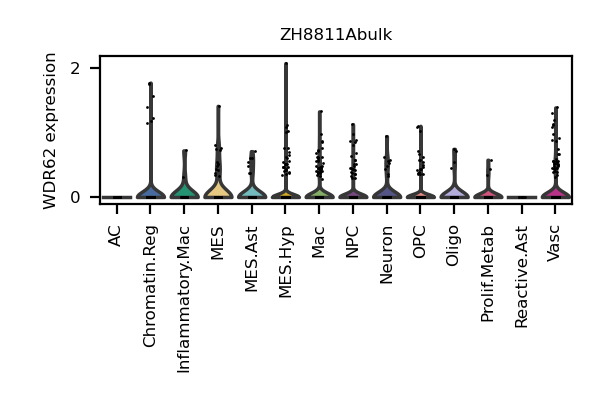 ZH8811Abulk
WDR62 expression
2
0
AC
Chromatin.Reg
Inflammatory.Mac
MES
MES.Ast
MES.Hyp
Mac
NPC
Neuron
OPC
Oligo
Prolif.Metab
Reactive.Ast
Vasc